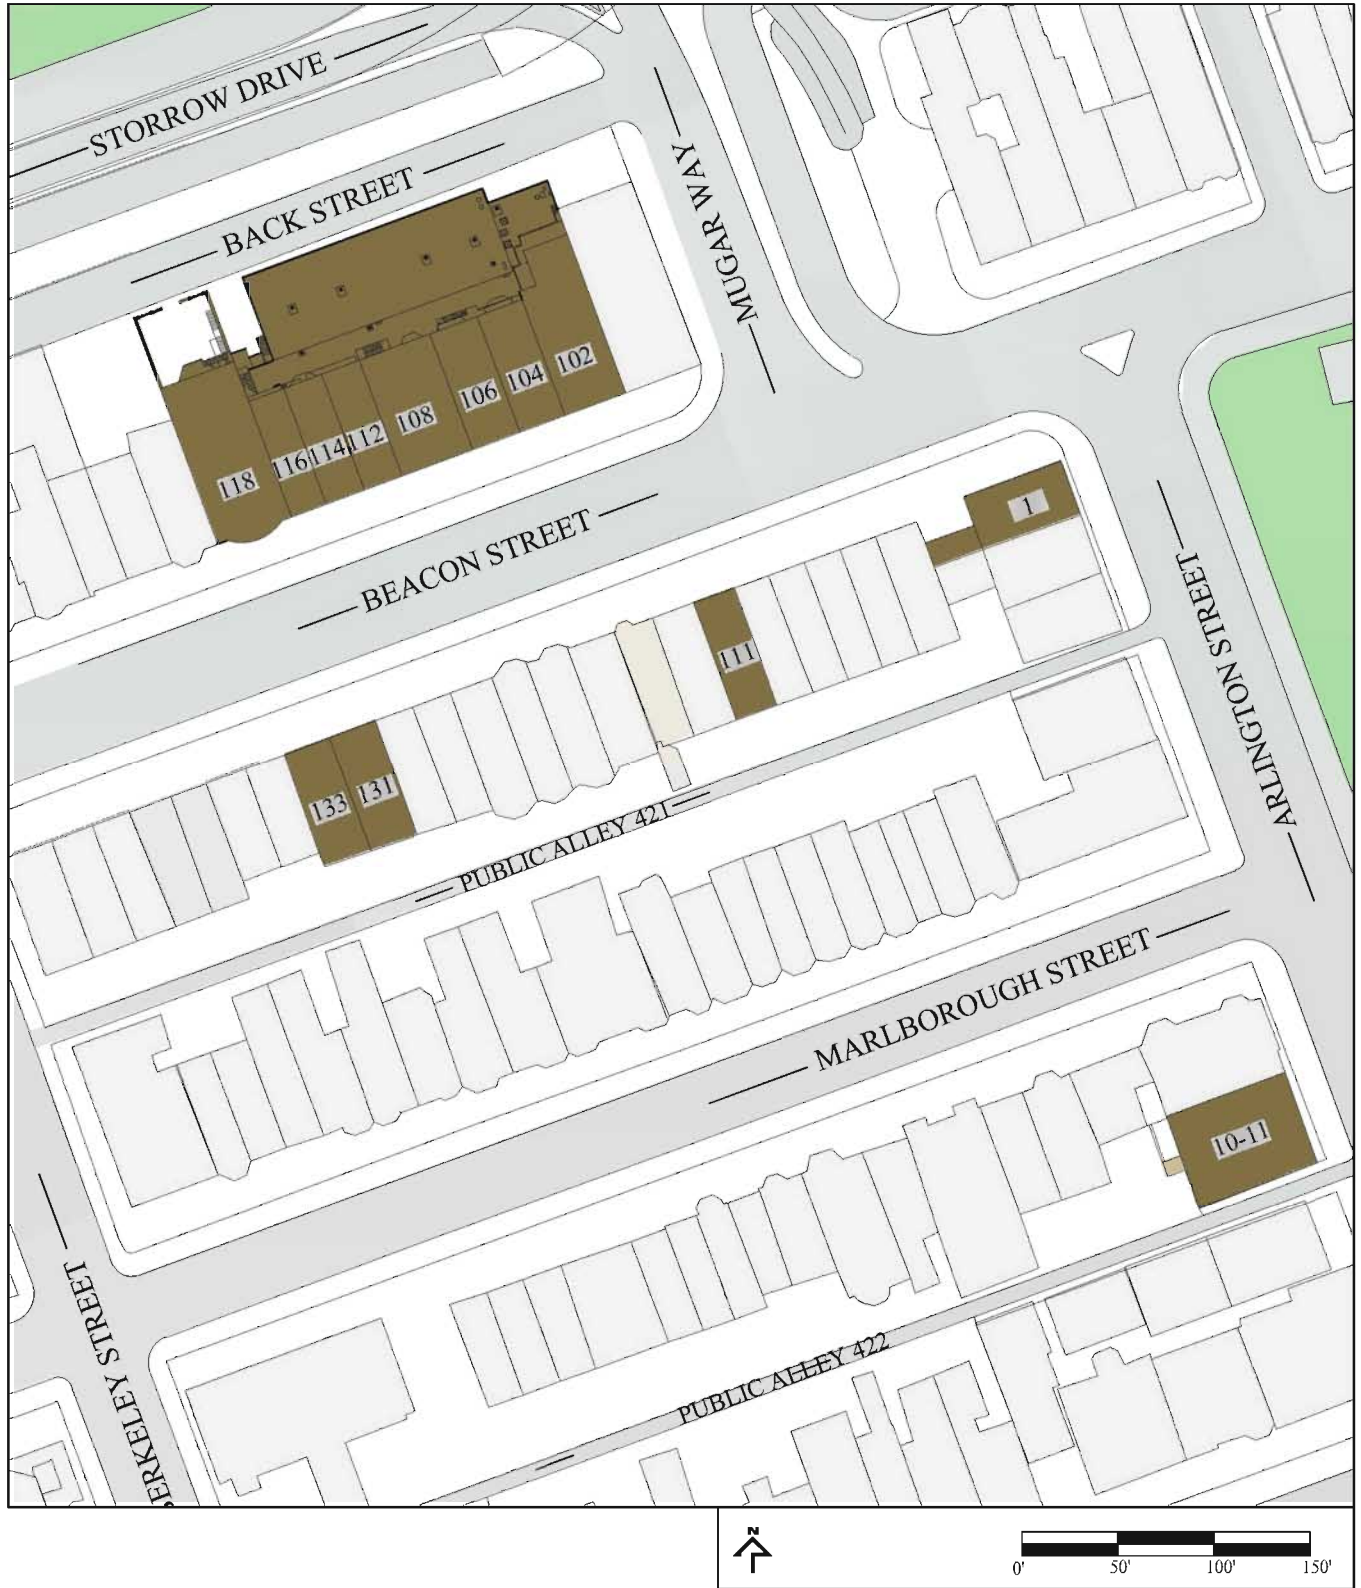 STORROW DRIVE
BACK STREET
MUGAR WAY
102
104
106
108
112
114
116
118
BEACON STREET
1
ARLINGTON STREET
111
131
133
PUBLIC ALLEY 421
MARLBOROUGH STREET
10-11
BERKELEY STREET
PUBLIC ALLEY 422
N
0' 50' 100' 150'